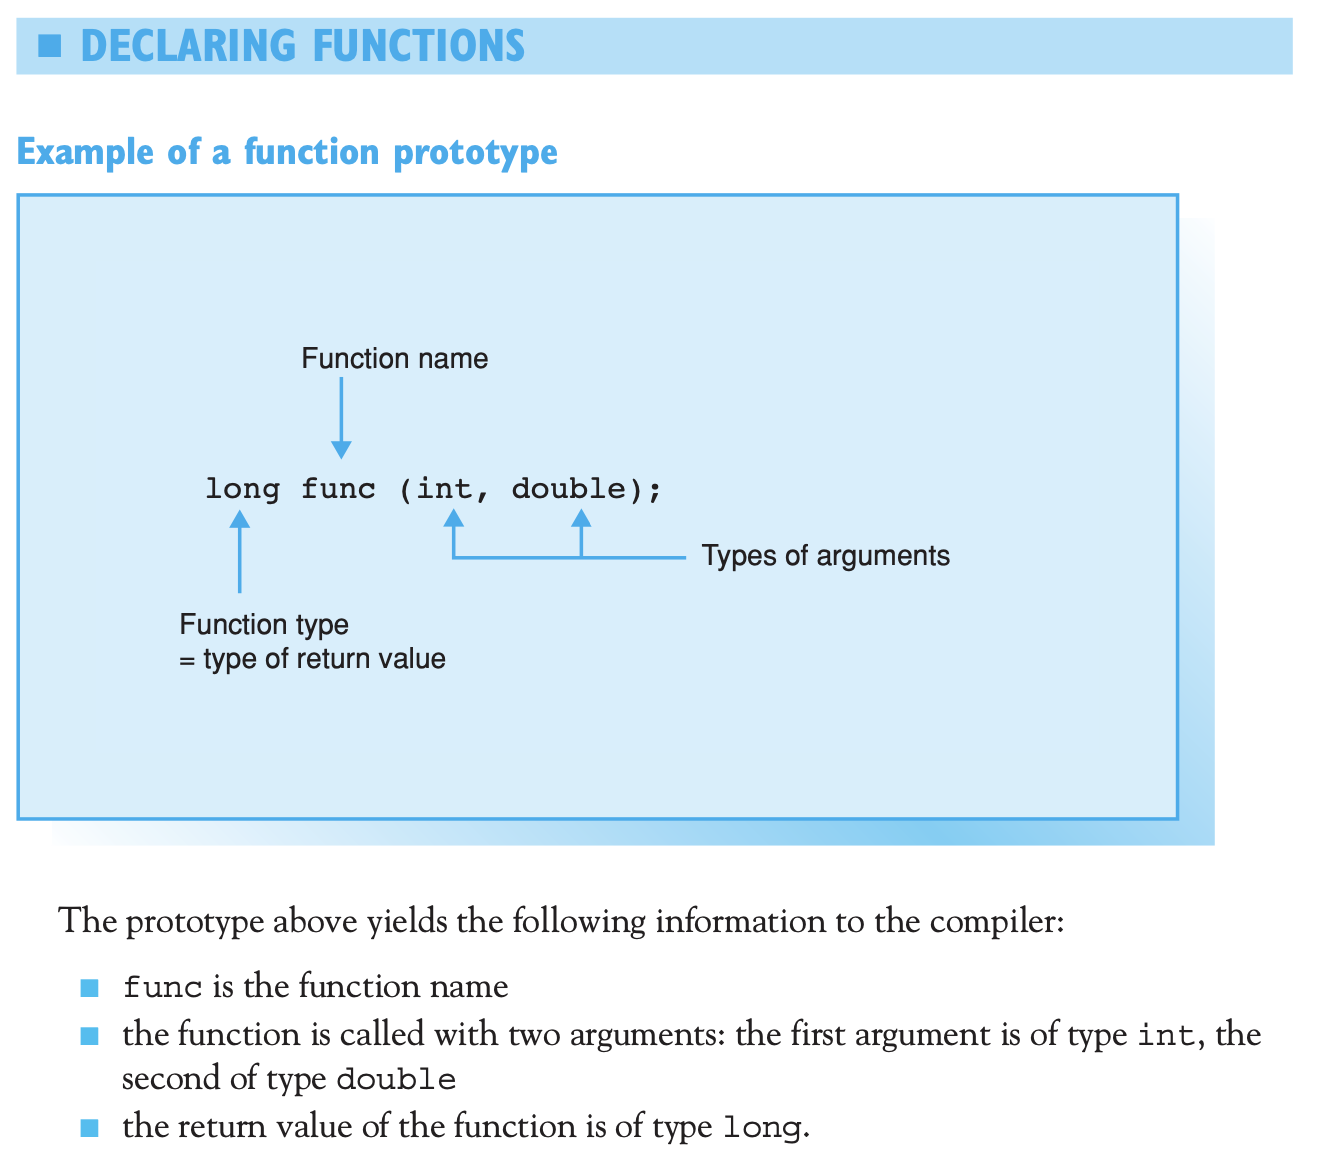 ■ DECLARING FUNCTIONS
Example of a function prototype
Function name
long func (int, double);
Types of arguments
Function type
= type of return value
The prototype above yields the following information to the compiler:
■ func is the function name
■ the function is called with two arguments: the first argument is of type int, the
second of type double
■ the return value of the function is of type long.